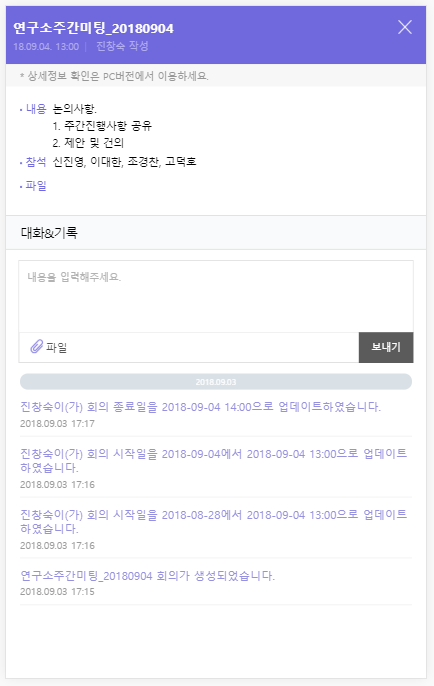 연구소주간미팅_20180904
18.09.04. 13:00 | 진창숙 작성
* 상세정보 확인은 PC버전에서 이용하세요.
• 내용 논의사항.
1. 주간진행사항 공유
2. 제안 및 건의
• 참석 신진영, 이대한, 조경찬, 고덕호
• 파일
대화&기록
내용을 입력해주세요.
파일
보내기
2018.09.03
진창숙이(가) 회의 종료일을 2018-09-04 14:00으로 업데이트하였습니다.
2018.09.03 17:17
진창숙이(가) 회의 시작일을 2018-09-04에서 2018-09-04 13:00으로 업데이트
하였습니다.
2018.09.03 17:16
진창숙이(가) 회의 시작일을 2018-08-28에서 2018-09-04 13:00으로 업데이트
하였습니다.
2018.09.03 17:16
연구소주간미팅_20180904 회의가 생성되었습니다.
2018.09.03 17:15